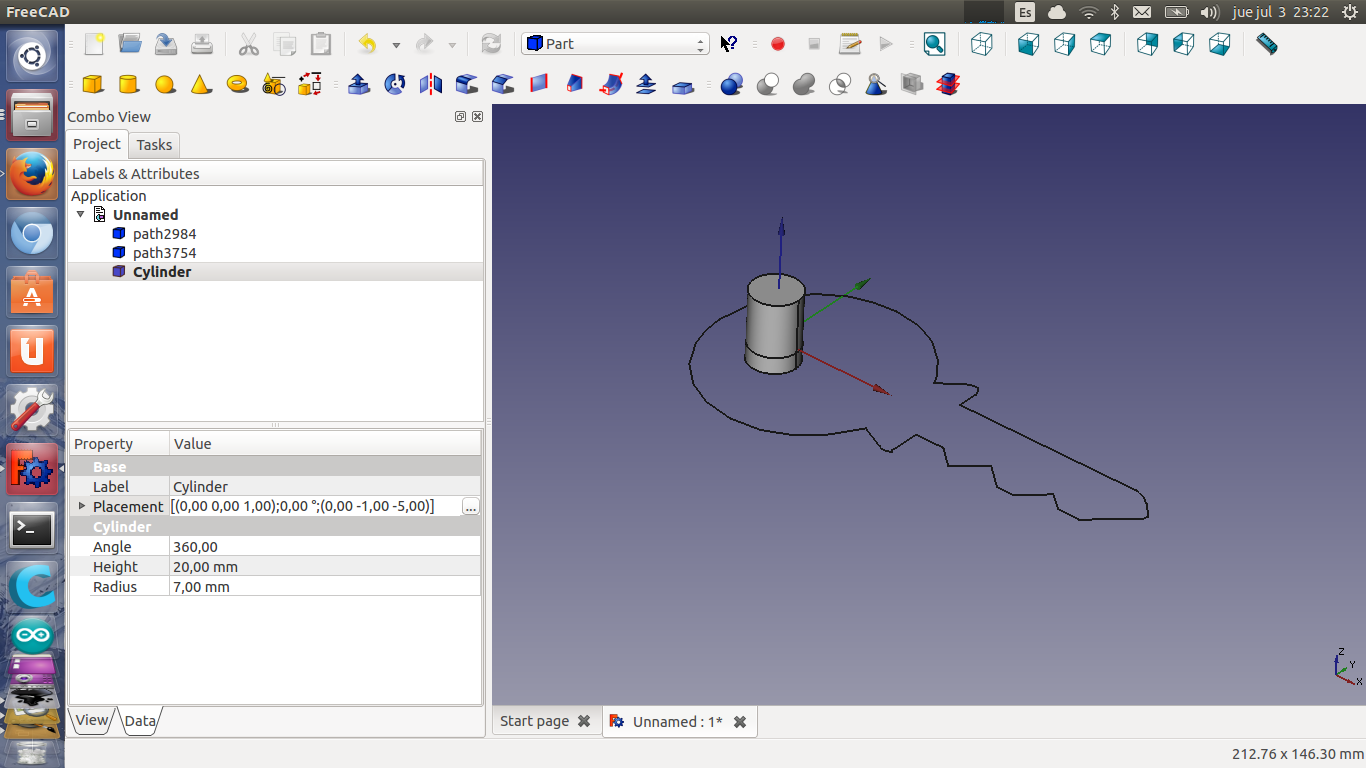 FreeCAD
Es
jue jul 3 23:22
Part
Combo View
Project Tasks
Labels & Attributes
Application
Unnamed
path2984
path3754
Cylinder
Property Value
Base
Label Cylinder
Placement [(0,00 0,00 1,00);0,00 °;(0,00 -1,00 -5,00)] ...
Cylinder
Angle 360,00
Height 20,00 mm
Radius 7,00 mm
View Data
Z
Y
X
Start page Unnamed : 1*
212.76 x 146.30 mm